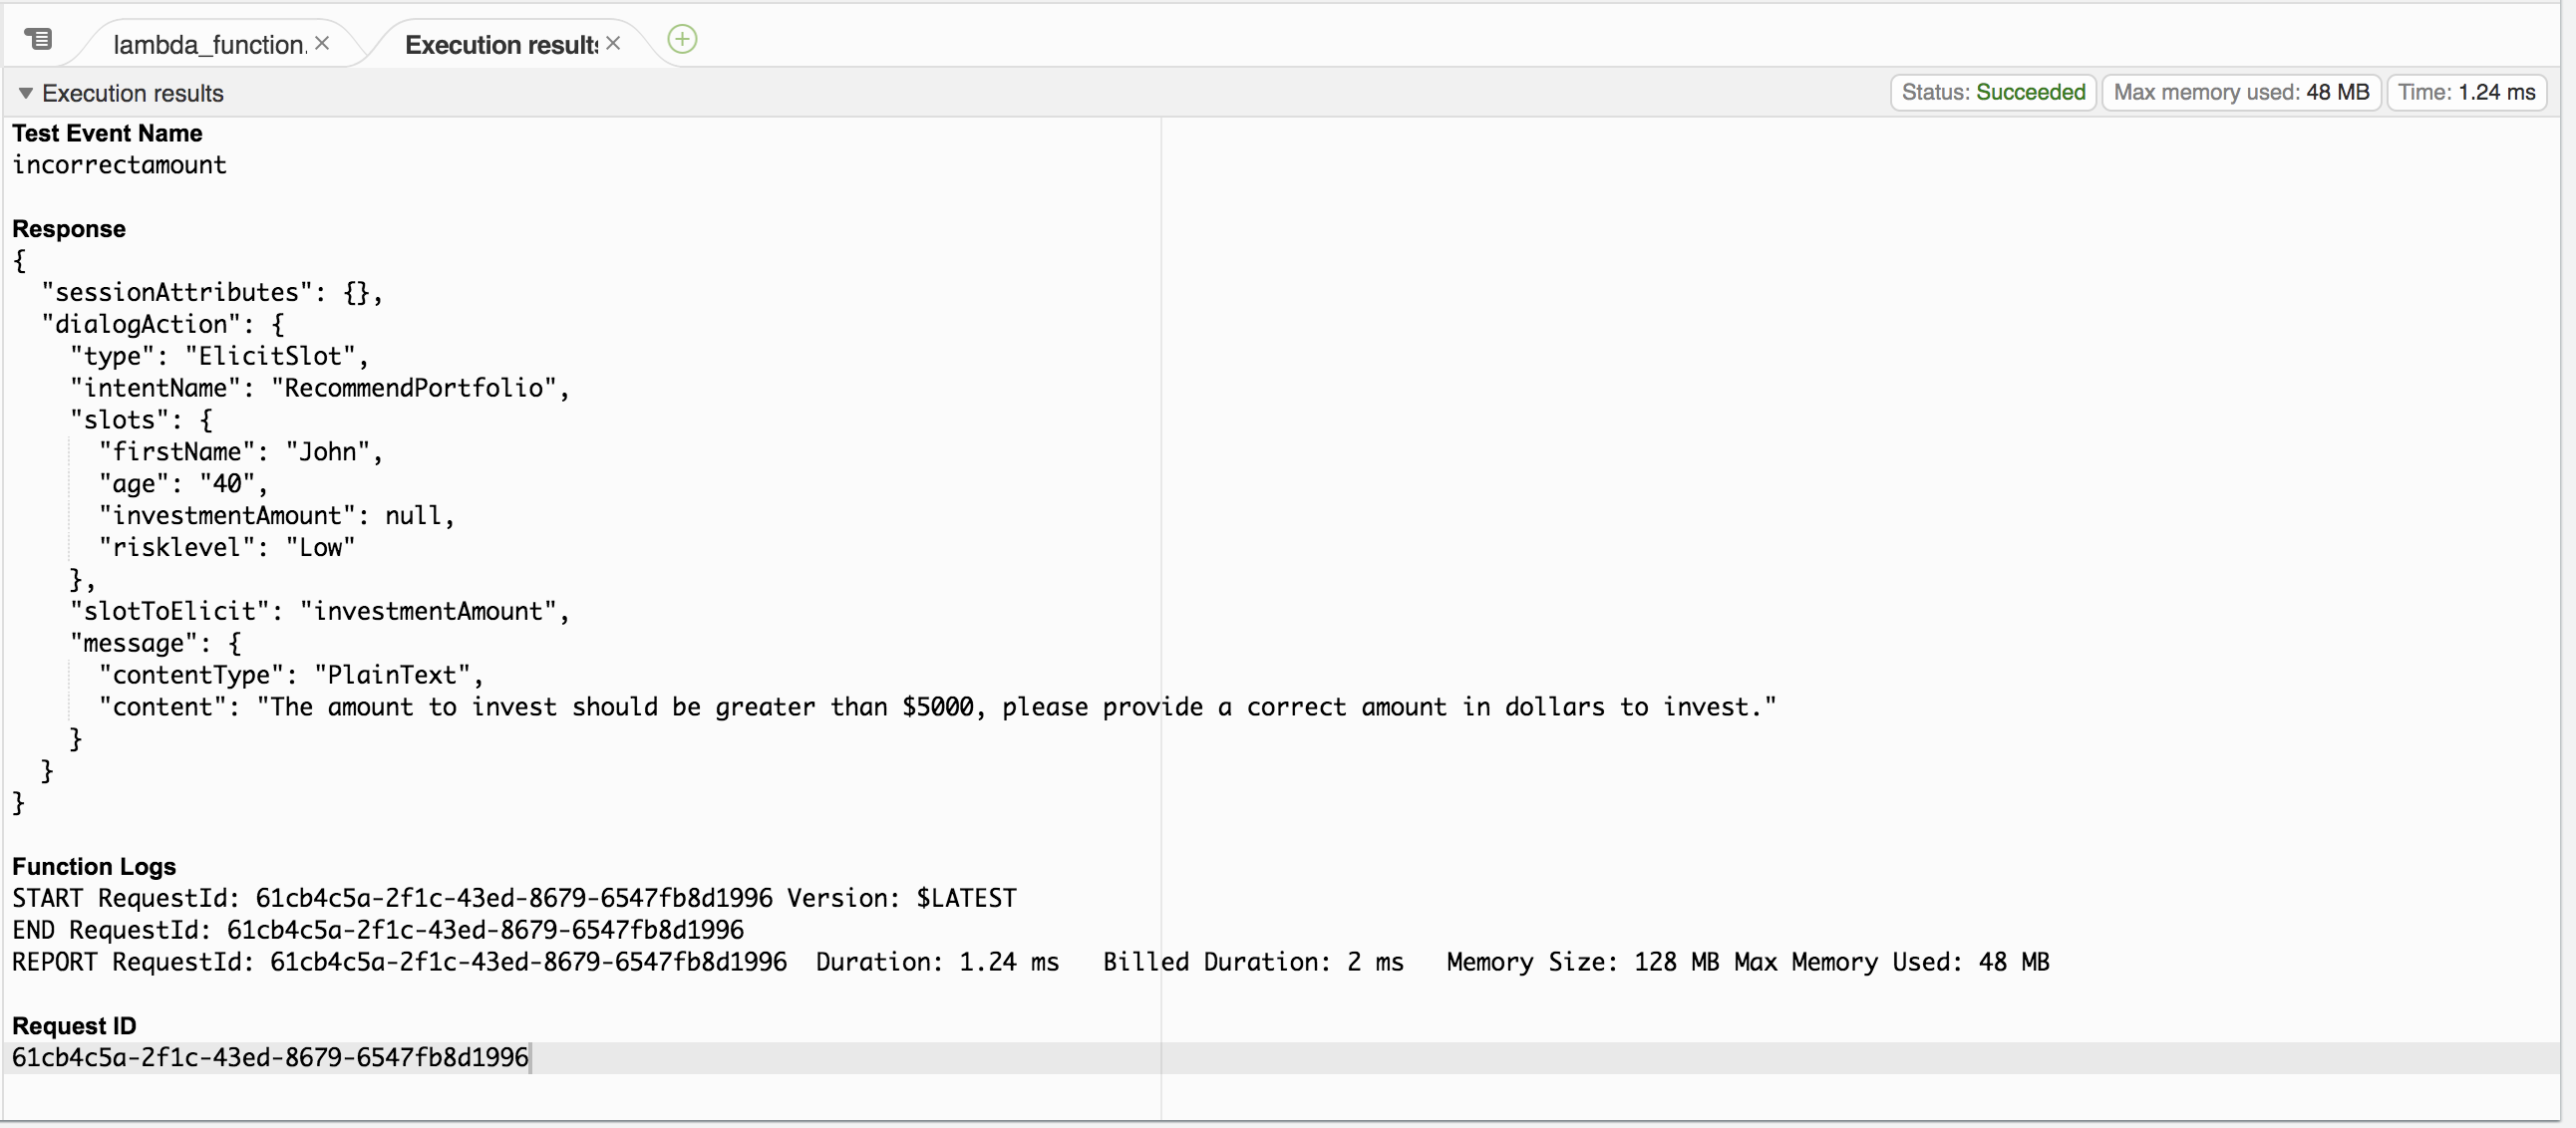 lambda_function. Execution results
Execution results Status: Succeeded Max memory used: 48 MB Time: 1.24 ms
Test Event Name
incorrectamount
Response
{
  "sessionAttributes": {},
  "dialogAction": {
    "type": "ElicitSlot",
    "intentName": "RecommendPortfolio",
    "slots": {
      "firstName": "John",
      "age": "40",
      "investmentAmount": null,
      "risklevel": "Low"
    },
    "slotToElicit": "investmentAmount",
    "message": {
      "contentType": "PlainText",
      "content": "The amount to invest should be greater than $5000, please provide a correct amount in dollars to invest."
    }
  }
}
Function Logs
START RequestId: 61cb4c5a-2f1c-43ed-8679-6547fb8d1996 Version: $LATEST
END RequestId: 61cb4c5a-2f1c-43ed-8679-6547fb8d1996
REPORT RequestId: 61cb4c5a-2f1c-43ed-8679-6547fb8d1996  Duration: 1.24 ms   Billed Duration: 2 ms   Memory Size: 128 MB Max Memory Used: 48 MB
Request ID
61cb4c5a-2f1c-43ed-8679-6547fb8d1996